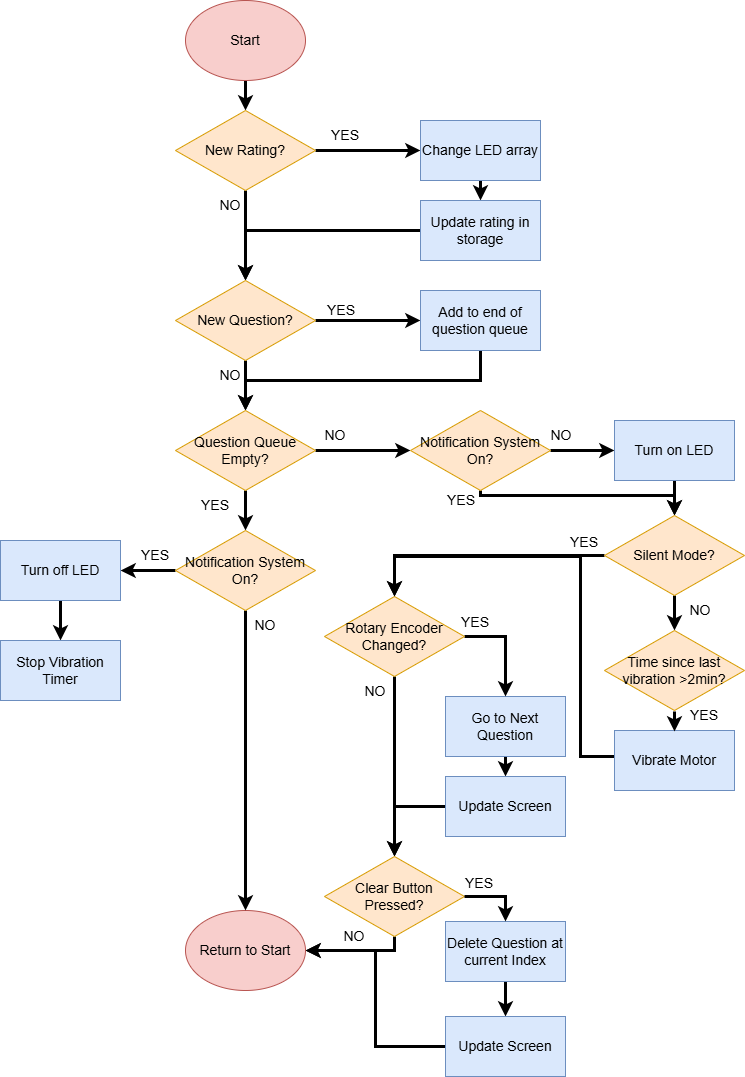 Start
New Rating?
YES
Change LED array
NO
Update rating in
storage
New Question?
YES
Add to end of
question queue
NO
Question Queue
Empty?
NO
Notification System
On?
NO
Turn on LED
YES
YES
Silent Mode?
YES
NO
Turn off LED
YES
Notification System
On?
NO
Stop Vibration
Timer
Rotary Encoder
Changed?
YES
NO
Time since last
vibration >2min?
YES
Go to Next
Question
Vibrate Motor
Update Screen
Clear Button
Pressed?
YES
NO
Return to Start
Delete Question at
current Index
Update Screen